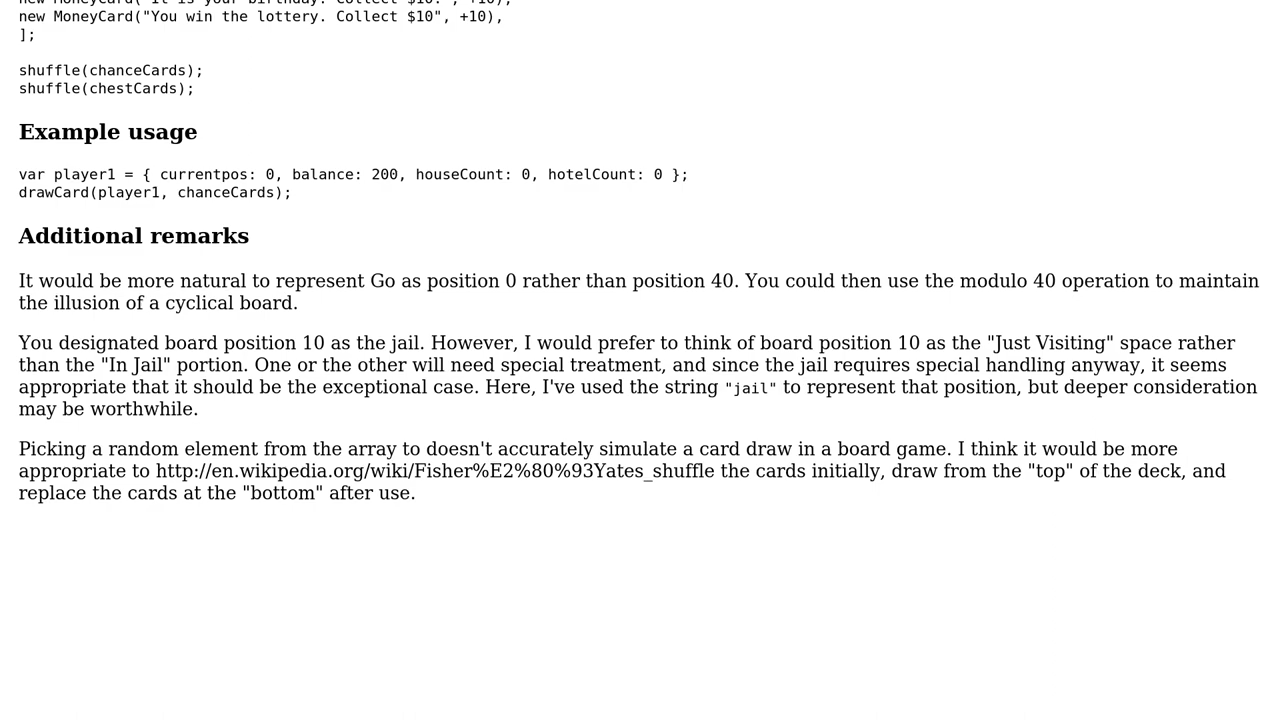 new MoneyCard("It is your birthday. Collect $10.", +10),
new MoneyCard("You win the lottery. Collect $10", +10),
];
shuffle(chanceCards);
shuffle(chestCards);
Example usage
var player1 = { currentpos: 0, balance: 200, houseCount: 0, hotelCount: 0 };
drawCard(player1, chanceCards);
Additional remarks
It would be more natural to represent Go as position 0 rather than position 40. You could then use the modulo 40 operation to maintain
the illusion of a cyclical board.
You designated board position 10 as the jail. However, I would prefer to think of board position 10 as the "Just Visiting" space rather
than the "In Jail" portion. One or the other will need special treatment, and since the jail requires special handling anyway, it seems
appropriate that it should be the exceptional case. Here, I've used the string "jail" to represent that position, but deeper consideration
may be worthwhile.
Picking a random element from the array to doesn't accurately simulate a card draw in a board game. I think it would be more
appropriate to http://en.wikipedia.org/wiki/Fisher%E2%80%93Yates_shuffle the cards initially, draw from the "top" of the deck, and
replace the cards at the "bottom" after use.